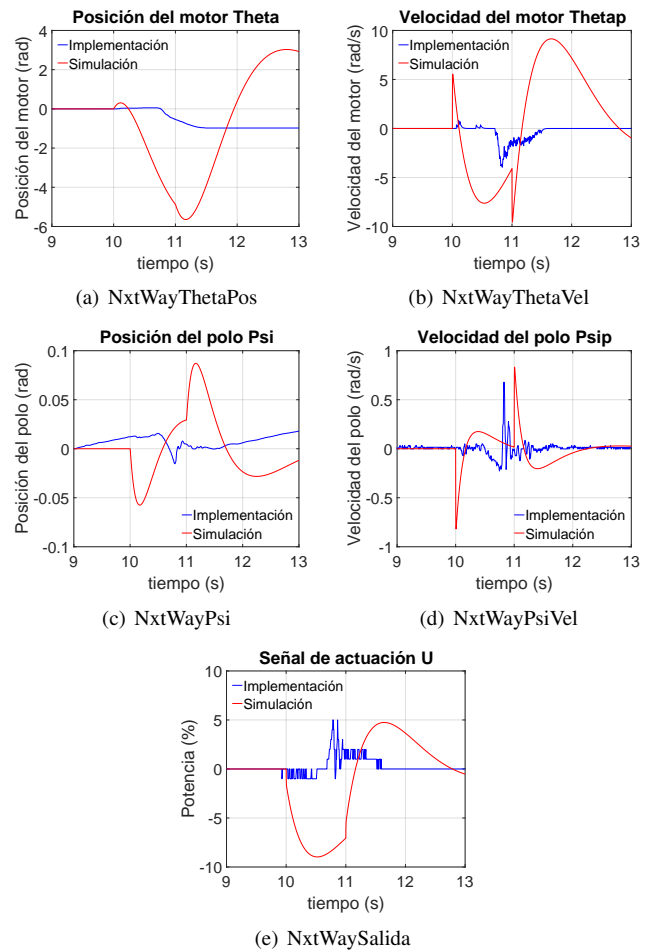 Posición del motor Theta
Posición del motor (rad)
4
2
0
-2
-4
-6
Implementación
Simulación
9 10 11 12 13
tiempo (s)
(a) NxtWayThetaPos
Velocidad del motor Thetap
Velocidad del motor (rad/s)
10
5
0
-5
-10
Implementación
Simulación
9 10 11 12 13
tiempo (s)
(b) NxtWayThetaVel
Posición del polo Psi
Posición del polo (rad)
0.1
0.05
0
-0.05
-0.1
Implementación
Simulación
9 10 11 12 13
tiempo (s)
(c) NxtWayPsi
Velocidad del polo Psip
Velocidad del polo (rad/s)
1
0.5
0
-0.5
-1
Implementación
Simulación
9 10 11 12 13
tiempo (s)
(d) NxtWayPsiVel
Señal de actuación U
Potencia (%)
10
5
0
-5
-10
Implementación
Simulación
9 10 11 12 13
tiempo (s)
(e) NxtWaySalida